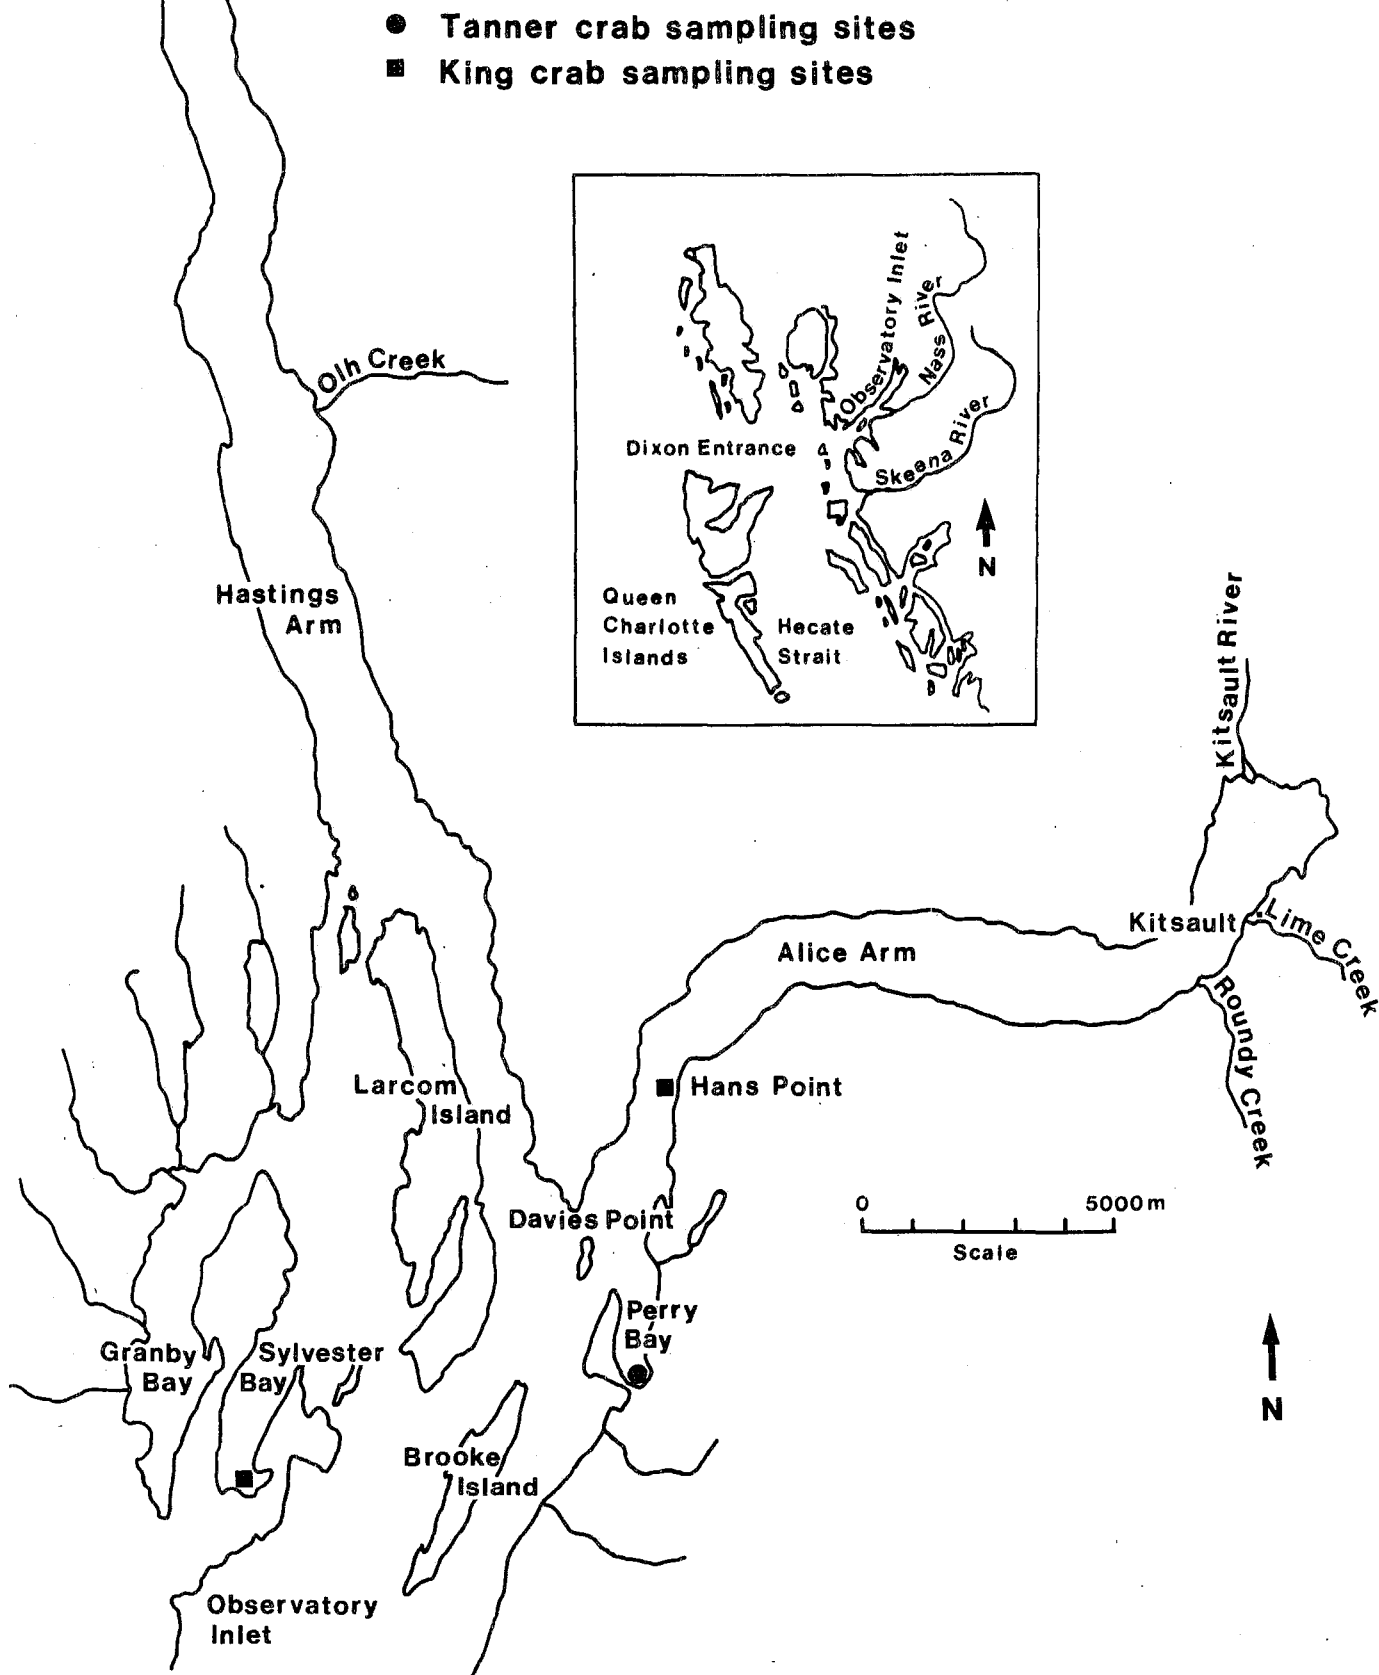 Tanner crab sampling sites
King crab sampling sites
Observatory Inlet
Nass River
Skeena River
Dixon Entrance
N
Queen
Charlotte
Islands
Hecate
Strait
Olh Creek
Hastings
Arm
Kitsault River
Kitsault
Lime Creek
Alice Arm
Roundy Creek
Larcom
Island
Hans Point
Davies Point
0 5000m
Scale
Perry
Bay
Granby
Bay
Sylvester
Bay
N
Brooke
Island
Observatory
Inlet